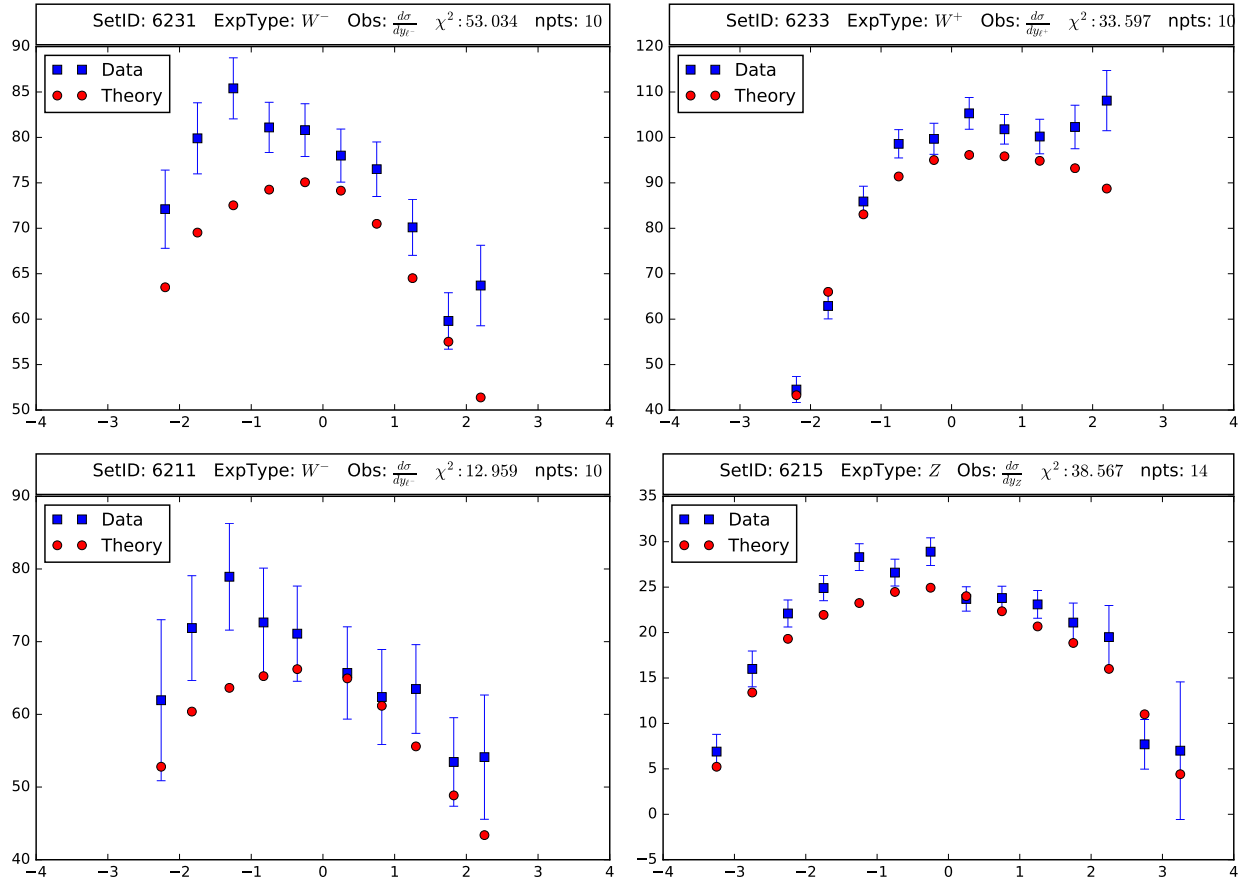 SetID: 6231 ExpType: W⁻ Obs: dσ/dy_ℓ⁻ χ² : 53.034 npts: 10
90
85
80
75
70
65
60
55
50
Data
Theory
−4 −3 −2 −1 0 1 2 3 4
SetID: 6233 ExpType: W⁺ Obs: dσ/dy_ℓ⁺ χ² : 33.597 npts: 10
120
110
100
90
80
70
60
50
40
Data
Theory
−4 −3 −2 −1 0 1 2 3 4
SetID: 6211 ExpType: W⁻ Obs: dσ/dy_ℓ⁻ χ² : 12.959 npts: 10
90
80
70
60
50
40
Data
Theory
−4 −3 −2 −1 0 1 2 3 4
SetID: 6215 ExpType: Z Obs: dσ/dy_Z χ² : 38.567 npts: 14
35
30
25
20
15
10
5
0
−5
Data
Theory
−4 −3 −2 −1 0 1 2 3 4